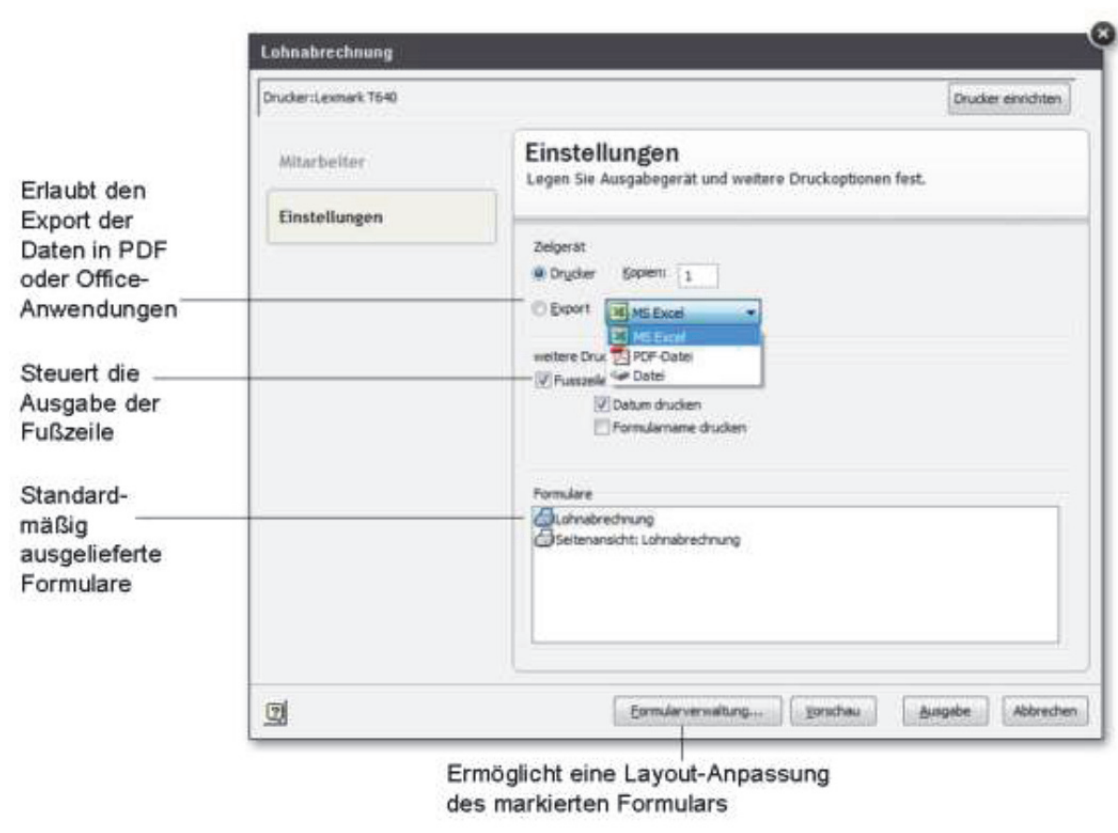 Lohnabrechnung
Drucker:Lexmark T640
Drucker einrichten
Mitarbeiter
Einstellungen
Einstellungen
Legen Sie Ausgabegerät und weitere Druckoptionen fest.
Zielgerät
Drucker
Kopien:
1
Export
MS Excel
MS Excel
PDF-Datei
Datei
weitere Druc
Fusszeile
Datum drucken
Formularname drucken
Formulare
Lohnabrechnung
Seitenansicht: Lohnabrechnung
?
Formularverwaltung...
Vorschau
Ausgabe
Abbrechen
Erlaubt den
Export der
Daten in PDF
oder Office-
Anwendungen
Steuert die
Ausgabe der
Fußzeile
Standard-
mäßig
ausgelieferte
Formulare
Ermöglicht eine Layout-Anpassung
des markierten Formulars